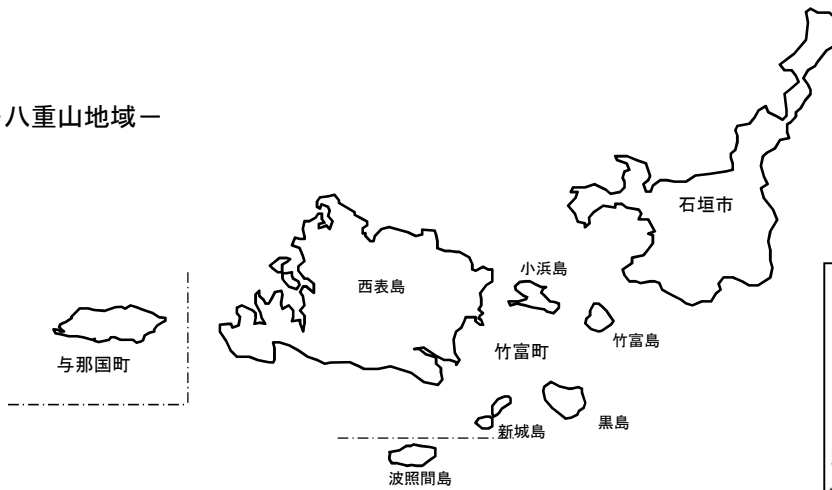 八重山地域－
石垣市
小浜島
西表島
竹富島
竹富町
与那国町
黒島
新城島
波照間島